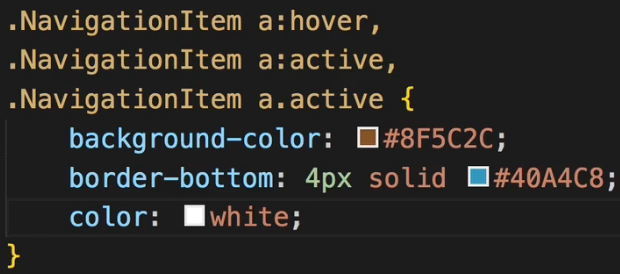 .NavigationItem a:hover,
.NavigationItem a:active,
.NavigationItem a.active {
background-color: #8F5C2C;
border-bottom: 4px solid #40A4C8;
color: white;
}